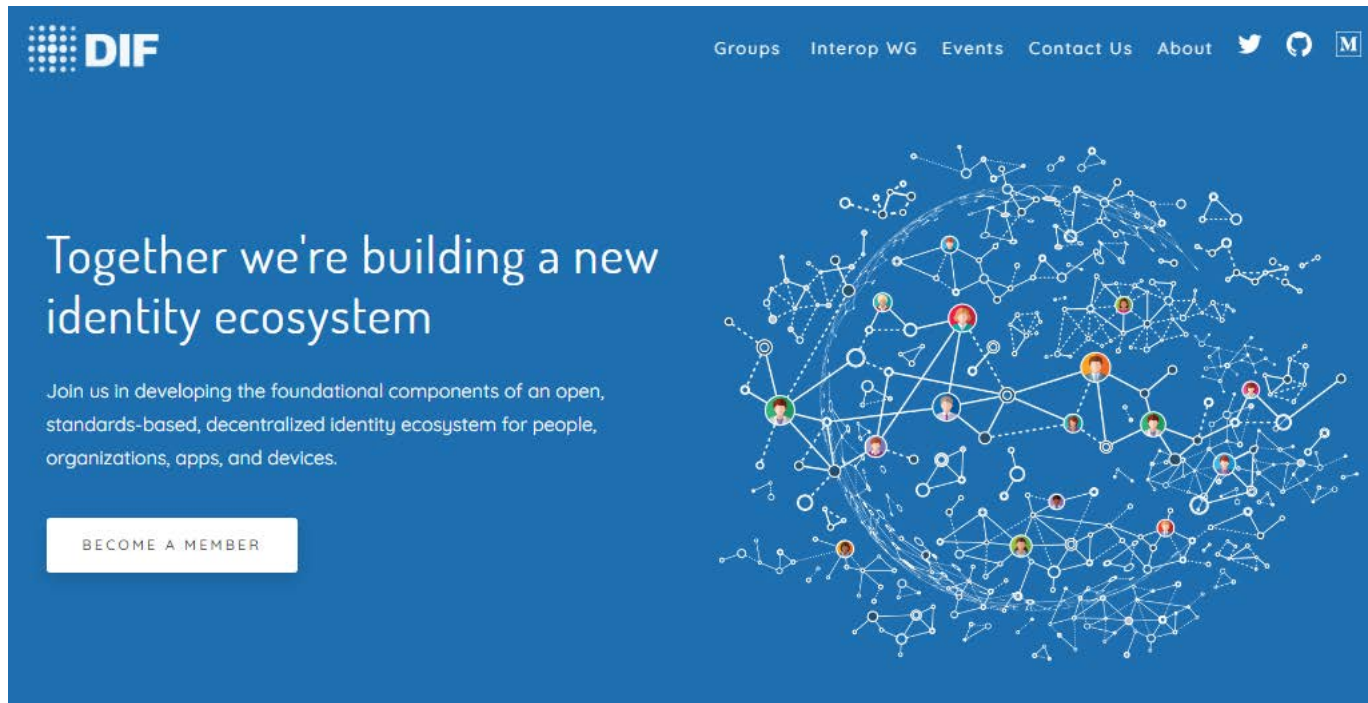 DIF
Groups Interop WG Events Contact Us About M
Together we're building a new
identity ecosystem
Join us in developing the foundational components of an open,
standards-based, decentralized identity ecosystem for people,
organizations, apps, and devices.
BECOME A MEMBER